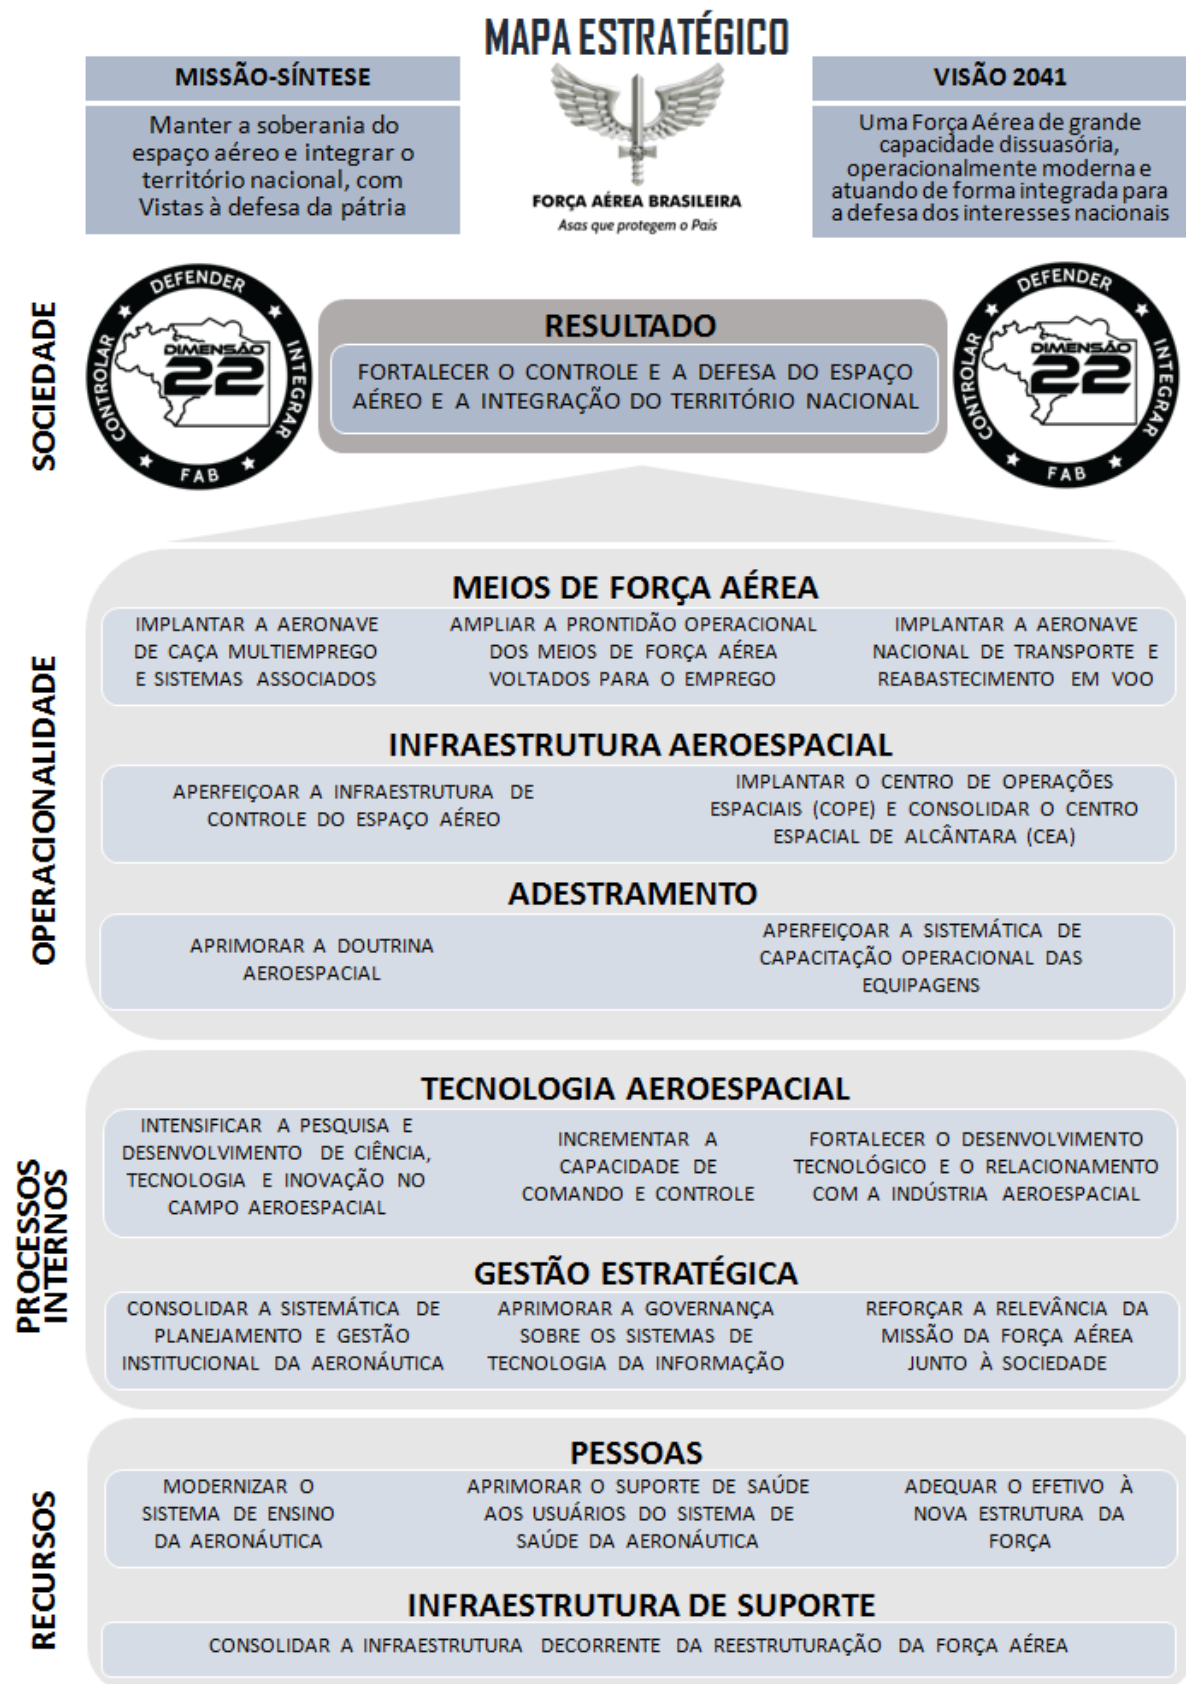 MAPA ESTRATÉGICO
MISSÃO-SÍNTESE
Manter a soberania do
espaço aéreo e integrar o
território nacional, com
Vistas à defesa da pátria
FORÇA AÉREA BRASILEIRA
Asas que protegem o País
VISÃO 2041
Uma Força Aérea de grande
capacidade dissuasória,
operacionalmente moderna e
atuando de forma integrada para
a defesa dos interesses nacionais
SOCIEDADE
CONTROLAR DEFENDER INTEGRAR
DIMENSÃO
22
FAB
RESULTADO
FORTALECER O CONTROLE E A DEFESA DO ESPAÇO
AÉREO E A INTEGRAÇÃO DO TERRITÓRIO NACIONAL
CONTROLAR DEFENDER INTEGRAR
DIMENSÃO
22
FAB
OPERACIONALIDADE
MEIOS DE FORÇA AÉREA
IMPLANTAR A AERONAVE
DE CAÇA MULTIEMPREGO
E SISTEMAS ASSOCIADOS
AMPLIAR A PRONTIDÃO OPERACIONAL
DOS MEIOS DE FORÇA AÉREA
VOLTADOS PARA O EMPREGO
IMPLANTAR A AERONAVE
NACIONAL DE TRANSPORTE E
REABASTECIMENTO EM VOO
INFRAESTRUTURA AEROESPACIAL
APERFEIÇOAR A INFRAESTRUTURA DE
CONTROLE DO ESPAÇO AÉREO
IMPLANTAR O CENTRO DE OPERAÇÕES
ESPACIAIS (COPE) E CONSOLIDAR O CENTRO
ESPACIAL DE ALCÂNTARA (CEA)
ADESTRAMENTO
APRIMORAR A DOUTRINA
AEROESPACIAL
APERFEIÇOAR A SISTEMÁTICA DE
CAPACITAÇÃO OPERACIONAL DAS
EQUIPAGENS
PROCESSOS
INTERNOS
TECNOLOGIA AEROESPACIAL
INTENSIFICAR A PESQUISA E
DESENVOLVIMENTO DE CIÊNCIA,
TECNOLOGIA E INOVAÇÃO NO
CAMPO AEROESPACIAL
INCREMENTAR A
CAPACIDADE DE
COMANDO E CONTROLE
FORTALECER O DESENVOLVIMENTO
TECNOLÓGICO E O RELACIONAMENTO
COM A INDÚSTRIA AEROESPACIAL
GESTÃO ESTRATÉGICA
CONSOLIDAR A SISTEMÁTICA DE
PLANEJAMENTO E GESTÃO
INSTITUCIONAL DA AERONÁUTICA
APRIMORAR A GOVERNANÇA
SOBRE OS SISTEMAS DE
TECNOLOGIA DA INFORMAÇÃO
REFORÇAR A RELEVÂNCIA DA
MISSÃO DA FORÇA AÉREA
JUNTO À SOCIEDADE
RECURSOS
PESSOAS
MODERNIZAR O
SISTEMA DE ENSINO
DA AERONÁUTICA
APRIMORAR O SUPORTE DE SAÚDE
AOS USUÁRIOS DO SISTEMA DE
SAÚDE DA AERONÁUTICA
ADEQUAR O EFETIVO À
NOVA ESTRUTURA DA
FORÇA
INFRAESTRUTURA DE SUPORTE
CONSOLIDAR A INFRAESTRUTURA DECORRENTE DA REESTRUTURAÇÃO DA FORÇA AÉREA